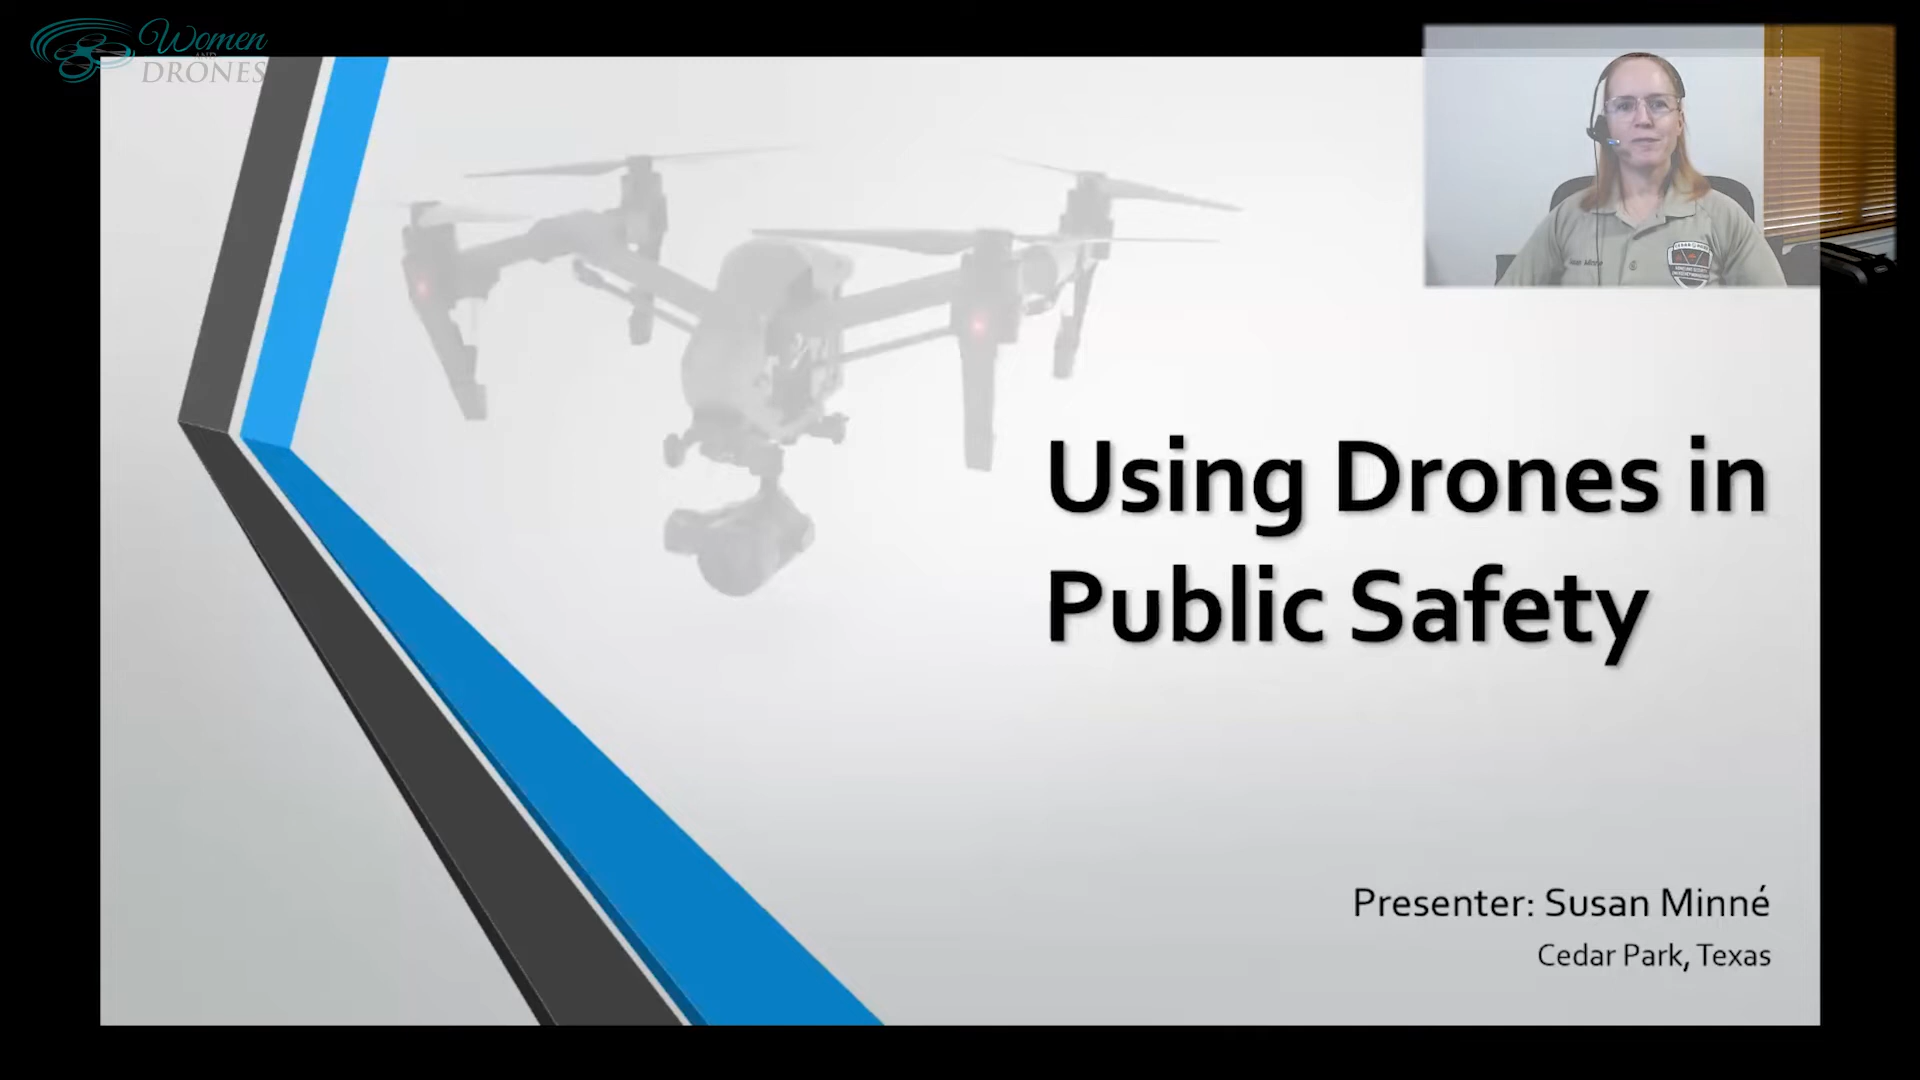 Women
AND
DRONES
Using Drones in
Public Safety
Presenter: Susan Minné
Cedar Park, Texas